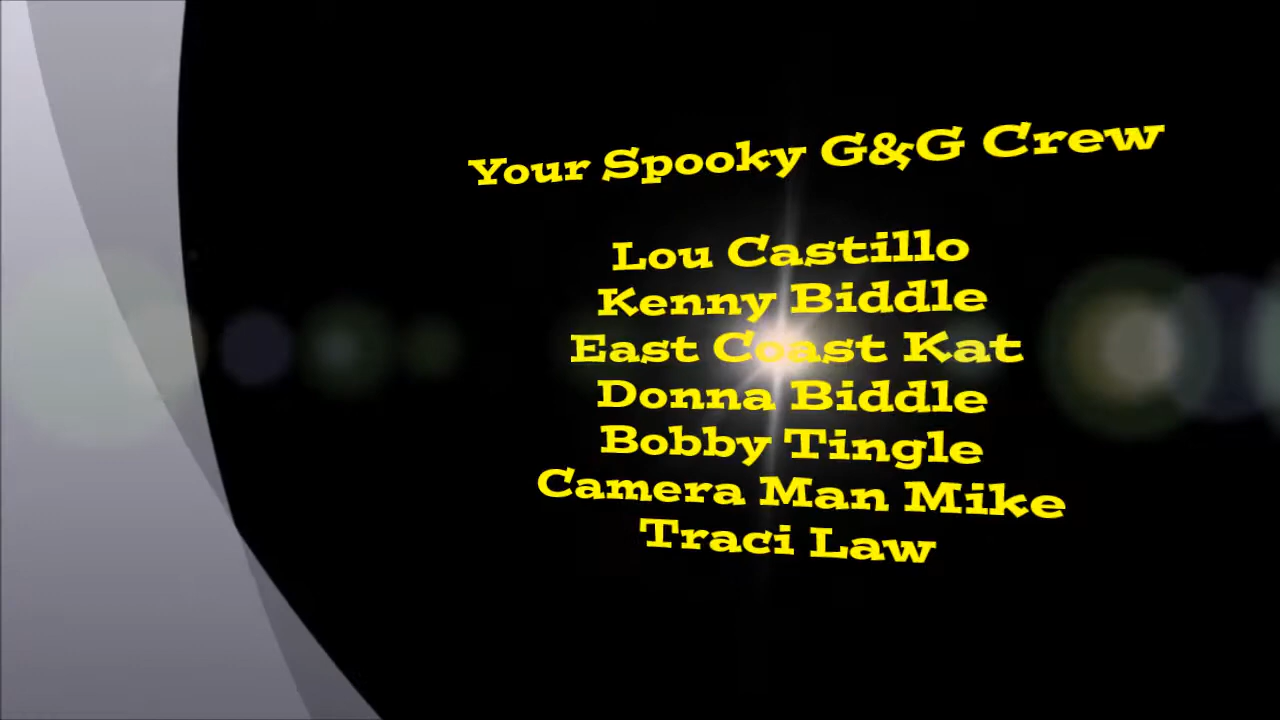 Your Spooky G&G Crew
Lou Castillo
Kenny Biddle
East Coast Kat
Donna Biddle
Bobby Tingle
Camera Man Mike
Traci Law